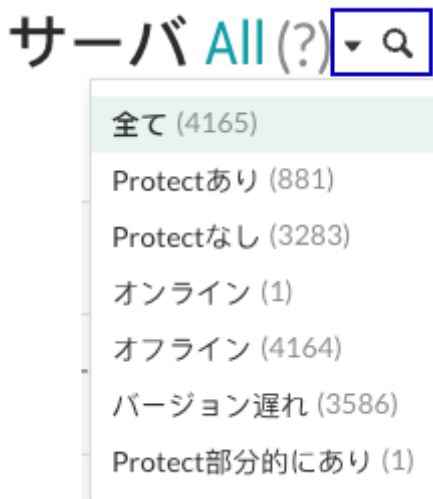 サーバ All (?)
全て (4165)
Protectあり (881)
Protectなし (3283)
オンライン (1)
オフライン (4164)
バージョン遅れ (3586)
Protect部分的にあり (1)